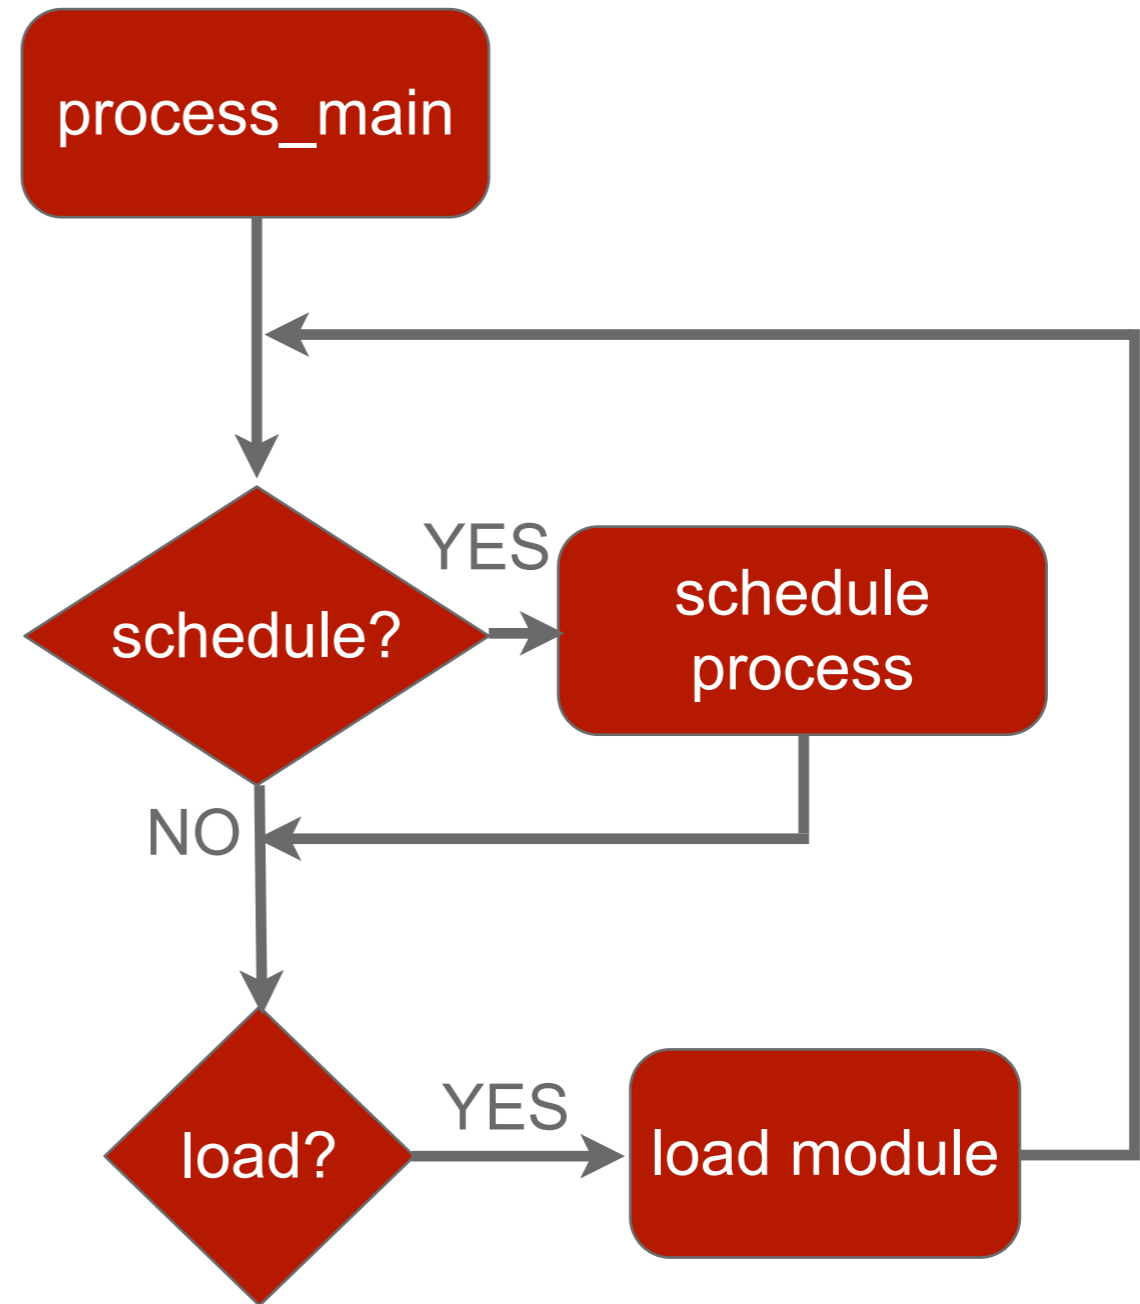 process_main
YES
schedule?
schedule
process
NO
YES
load?
load module